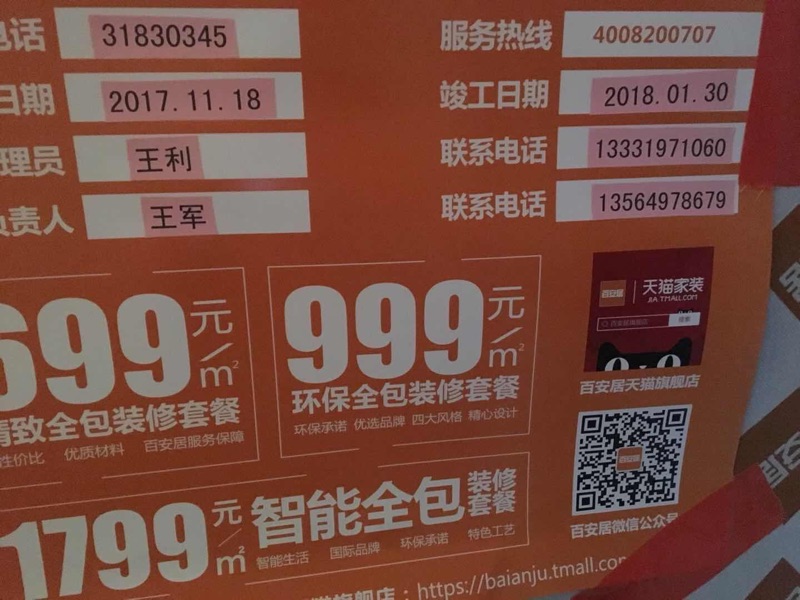 电话 31830345 服务热线 4008200707
日期 2017.11.18 竣工日期 2018.01.30
理员 王利 联系电话 13331971060
负责人 王军 联系电话 13564978679
699元/㎡
精致全包装修套餐
性价比 优质材料 百安居服务保障
999元/㎡
环保全包装修套餐
环保承诺 优选品牌 四大风格 精心设计
天猫家装
JIA.TMALL.COM
搜索
百安居天猫旗舰店
1799元/㎡
智能全包装修套餐
智能生活 国际品牌 环保承诺 特色工艺
百安居
百安居微信公众号
猫旗舰店：https://baianju.tmall.com